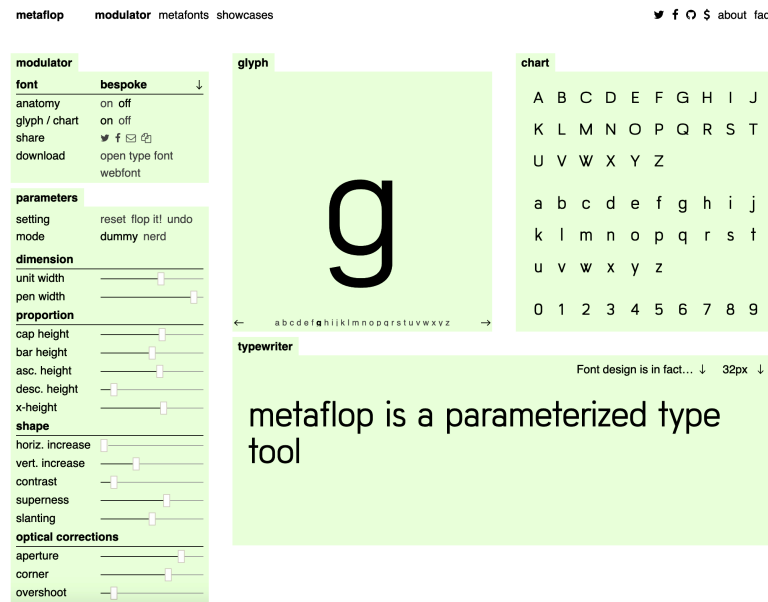 metaflop modulator metafonts showcases about
modulator
font bespoke ↓
anatomy on off
glyph / chart on off
share
download open type font
webfont
parameters
setting reset flop it! undo
mode dummy nerd
dimension
unit width
pen width
proportion
cap height
bar height
asc. height
desc. height
x-height
shape
horiz. increase
vert. increase
contrast
superness
slanting
optical corrections
aperture
corner
overshoot
glyph
g
← a b c d e f g h i j k l m n o p q r s t u v w x y z →
chart
A B C D E F G H I J
K L M N O P Q R S T
U V W X Y Z
a b c d e f g h i j
k l m n o p q r s t
u v w x y z
0 1 2 3 4 5 6 7 8 9
typewriter
Font design is in fact... ↓ 32px ↓
metaflop is a parameterized type
tool